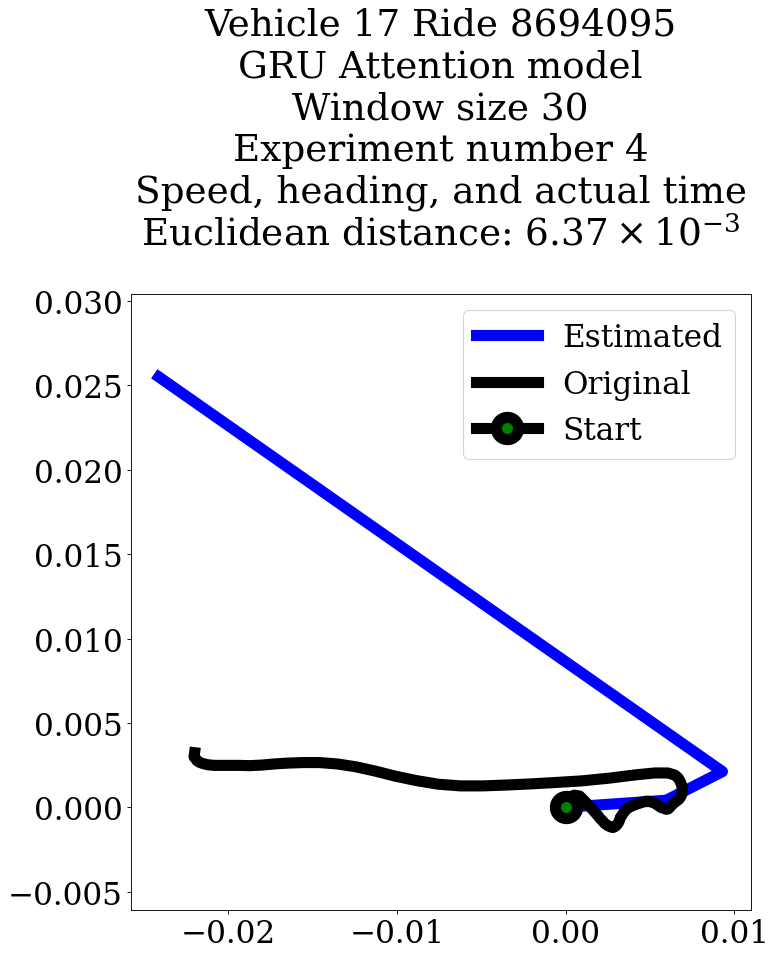 Vehicle 17 Ride 8694095
GRU Attention model
Window size 30
Experiment number 4
Speed, heading, and actual time
Euclidean distance: 6.37 × 10⁻³
Estimated
Original
Start
0.030
0.025
0.020
0.015
0.010
0.005
0.000
−0.005
−0.02 −0.01 0.00 0.01